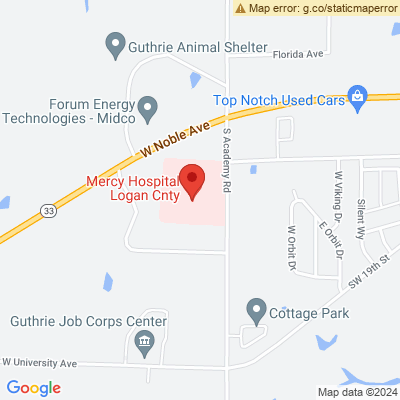 Map error: g.co/staticmaperror
Guthrie Animal Shelter
Florida Ave
Forum Energy
Technologies - Midco
Top Notch Used Cars
W Noble Ave
S Academy Rd
Mercy Hospital
Logan Cnty
33
W Viking Dr
Silent Wy
E Orbit Dr
W Orbit Dr
SW 19th St
Cottage Park
Guthrie Job Corps Center
W University Ave
Google
Map data ©2024